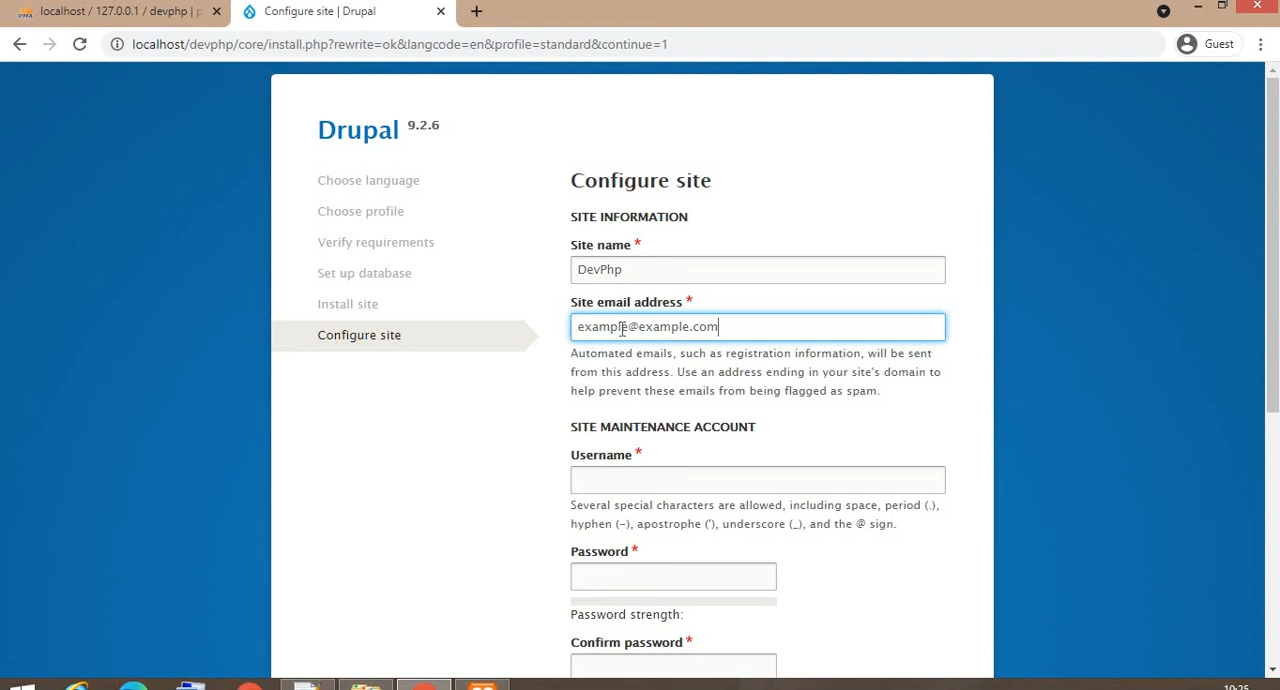 localhost / 127.0.0.1 / devphp | p
Configure site | Drupal
localhost/devphp/core/install.php?rewrite=ok&langcode=en&profile=standard&continue=1
Guest
Drupal 9.2.6
Choose language
Choose profile
Verify requirements
Set up database
Install site
Configure site
Configure site
SITE INFORMATION
Site name *
DevPhp
Site email address *
example@example.com
Automated emails, such as registration information, will be sent
from this address. Use an address ending in your site's domain to
help prevent these emails from being flagged as spam.
SITE MAINTENANCE ACCOUNT
Username *
Several special characters are allowed, including space, period (.),
hyphen (-), apostrophe ('), underscore (_), and the @ sign.
Password *
Password strength:
Confirm password *
10:25